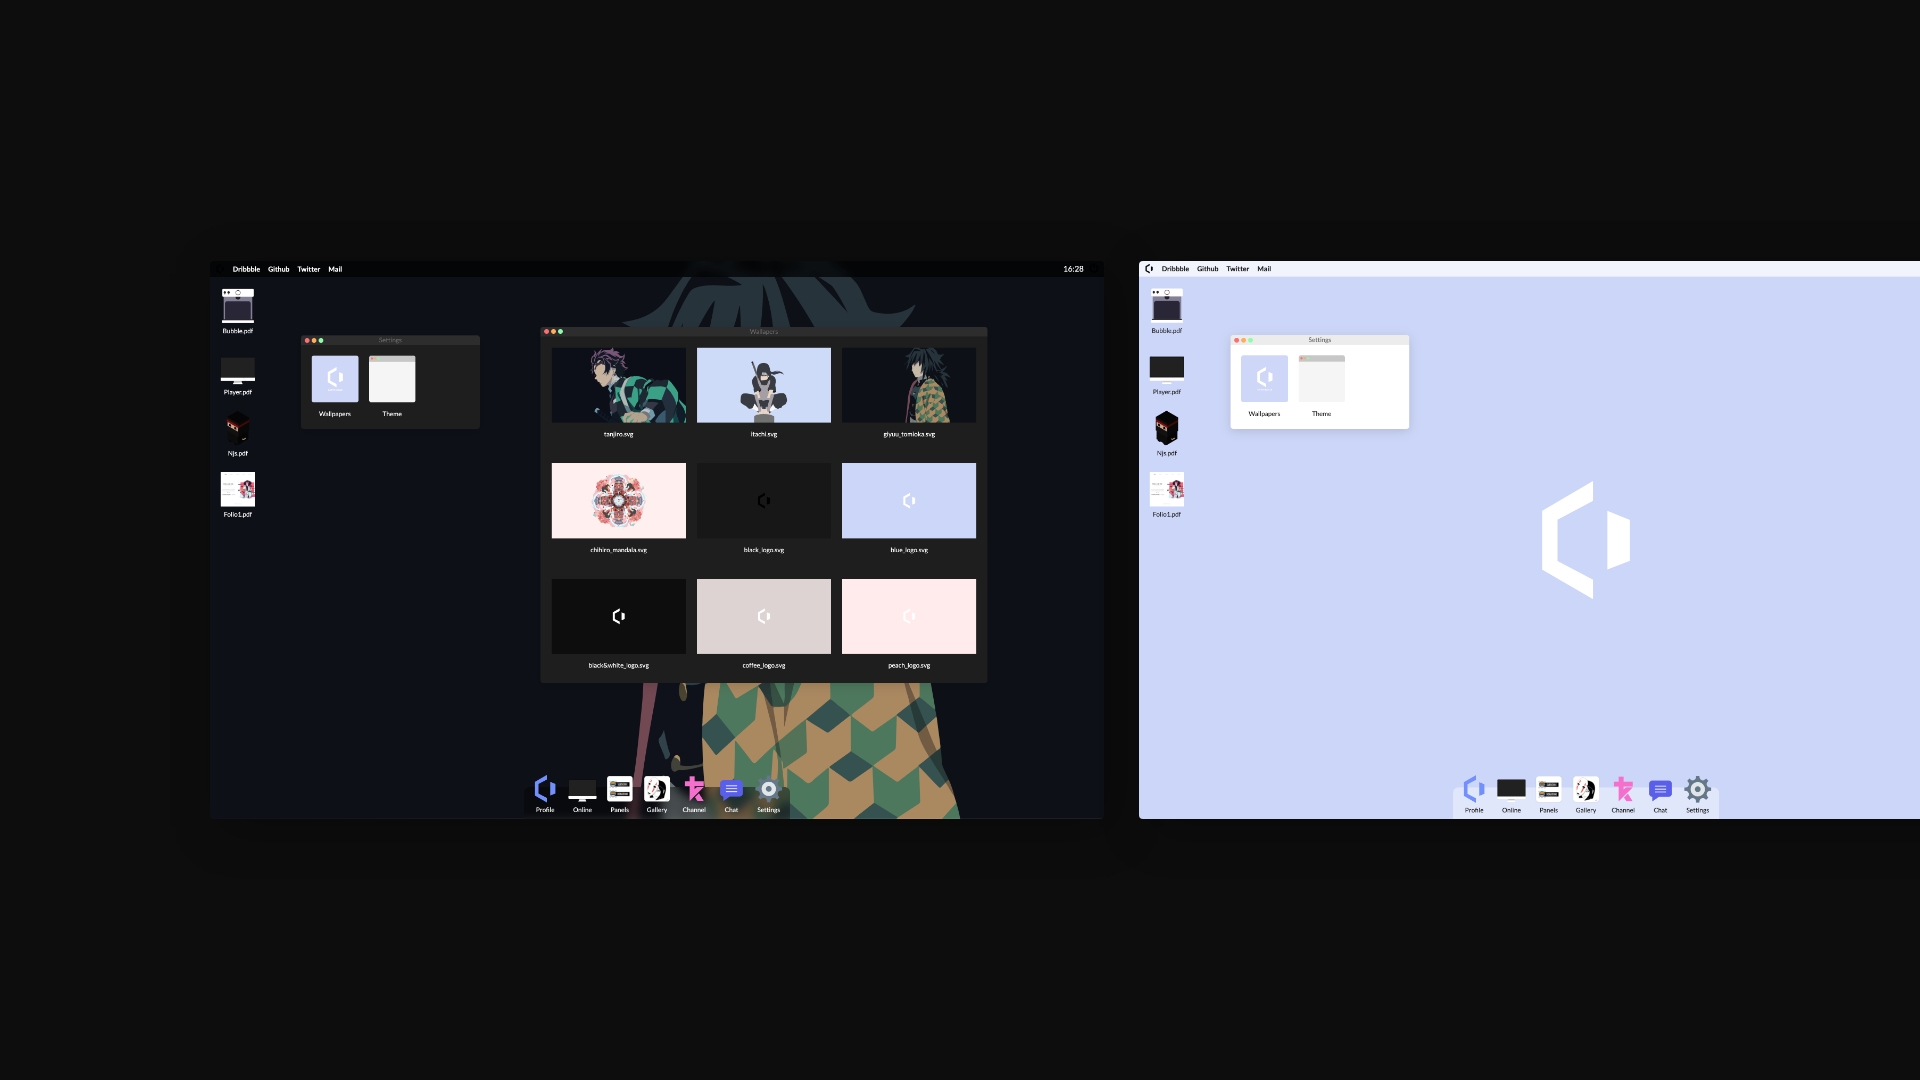 Dribbble Github Twitter Mail 16:28
Bubble.pdf
Player.pdf
Njs.pdf
Folio1.pdf
Settings
Wallpapers Theme
Wallapers
tanjiro.svg itachi.svg giyuu_tomioka.svg
chihiro_mandala.svg black_logo.svg blue_logo.svg
black&white_logo.svg coffee_logo.svg peach_logo.svg
Profile Online Panels Gallery Channel Chat Settings
Dribbble Github Twitter Mail
Bubble.pdf
Player.pdf
Njs.pdf
Folio1.pdf
Settings
Wallpapers Theme
Profile Online Panels Gallery Channel Chat Settings